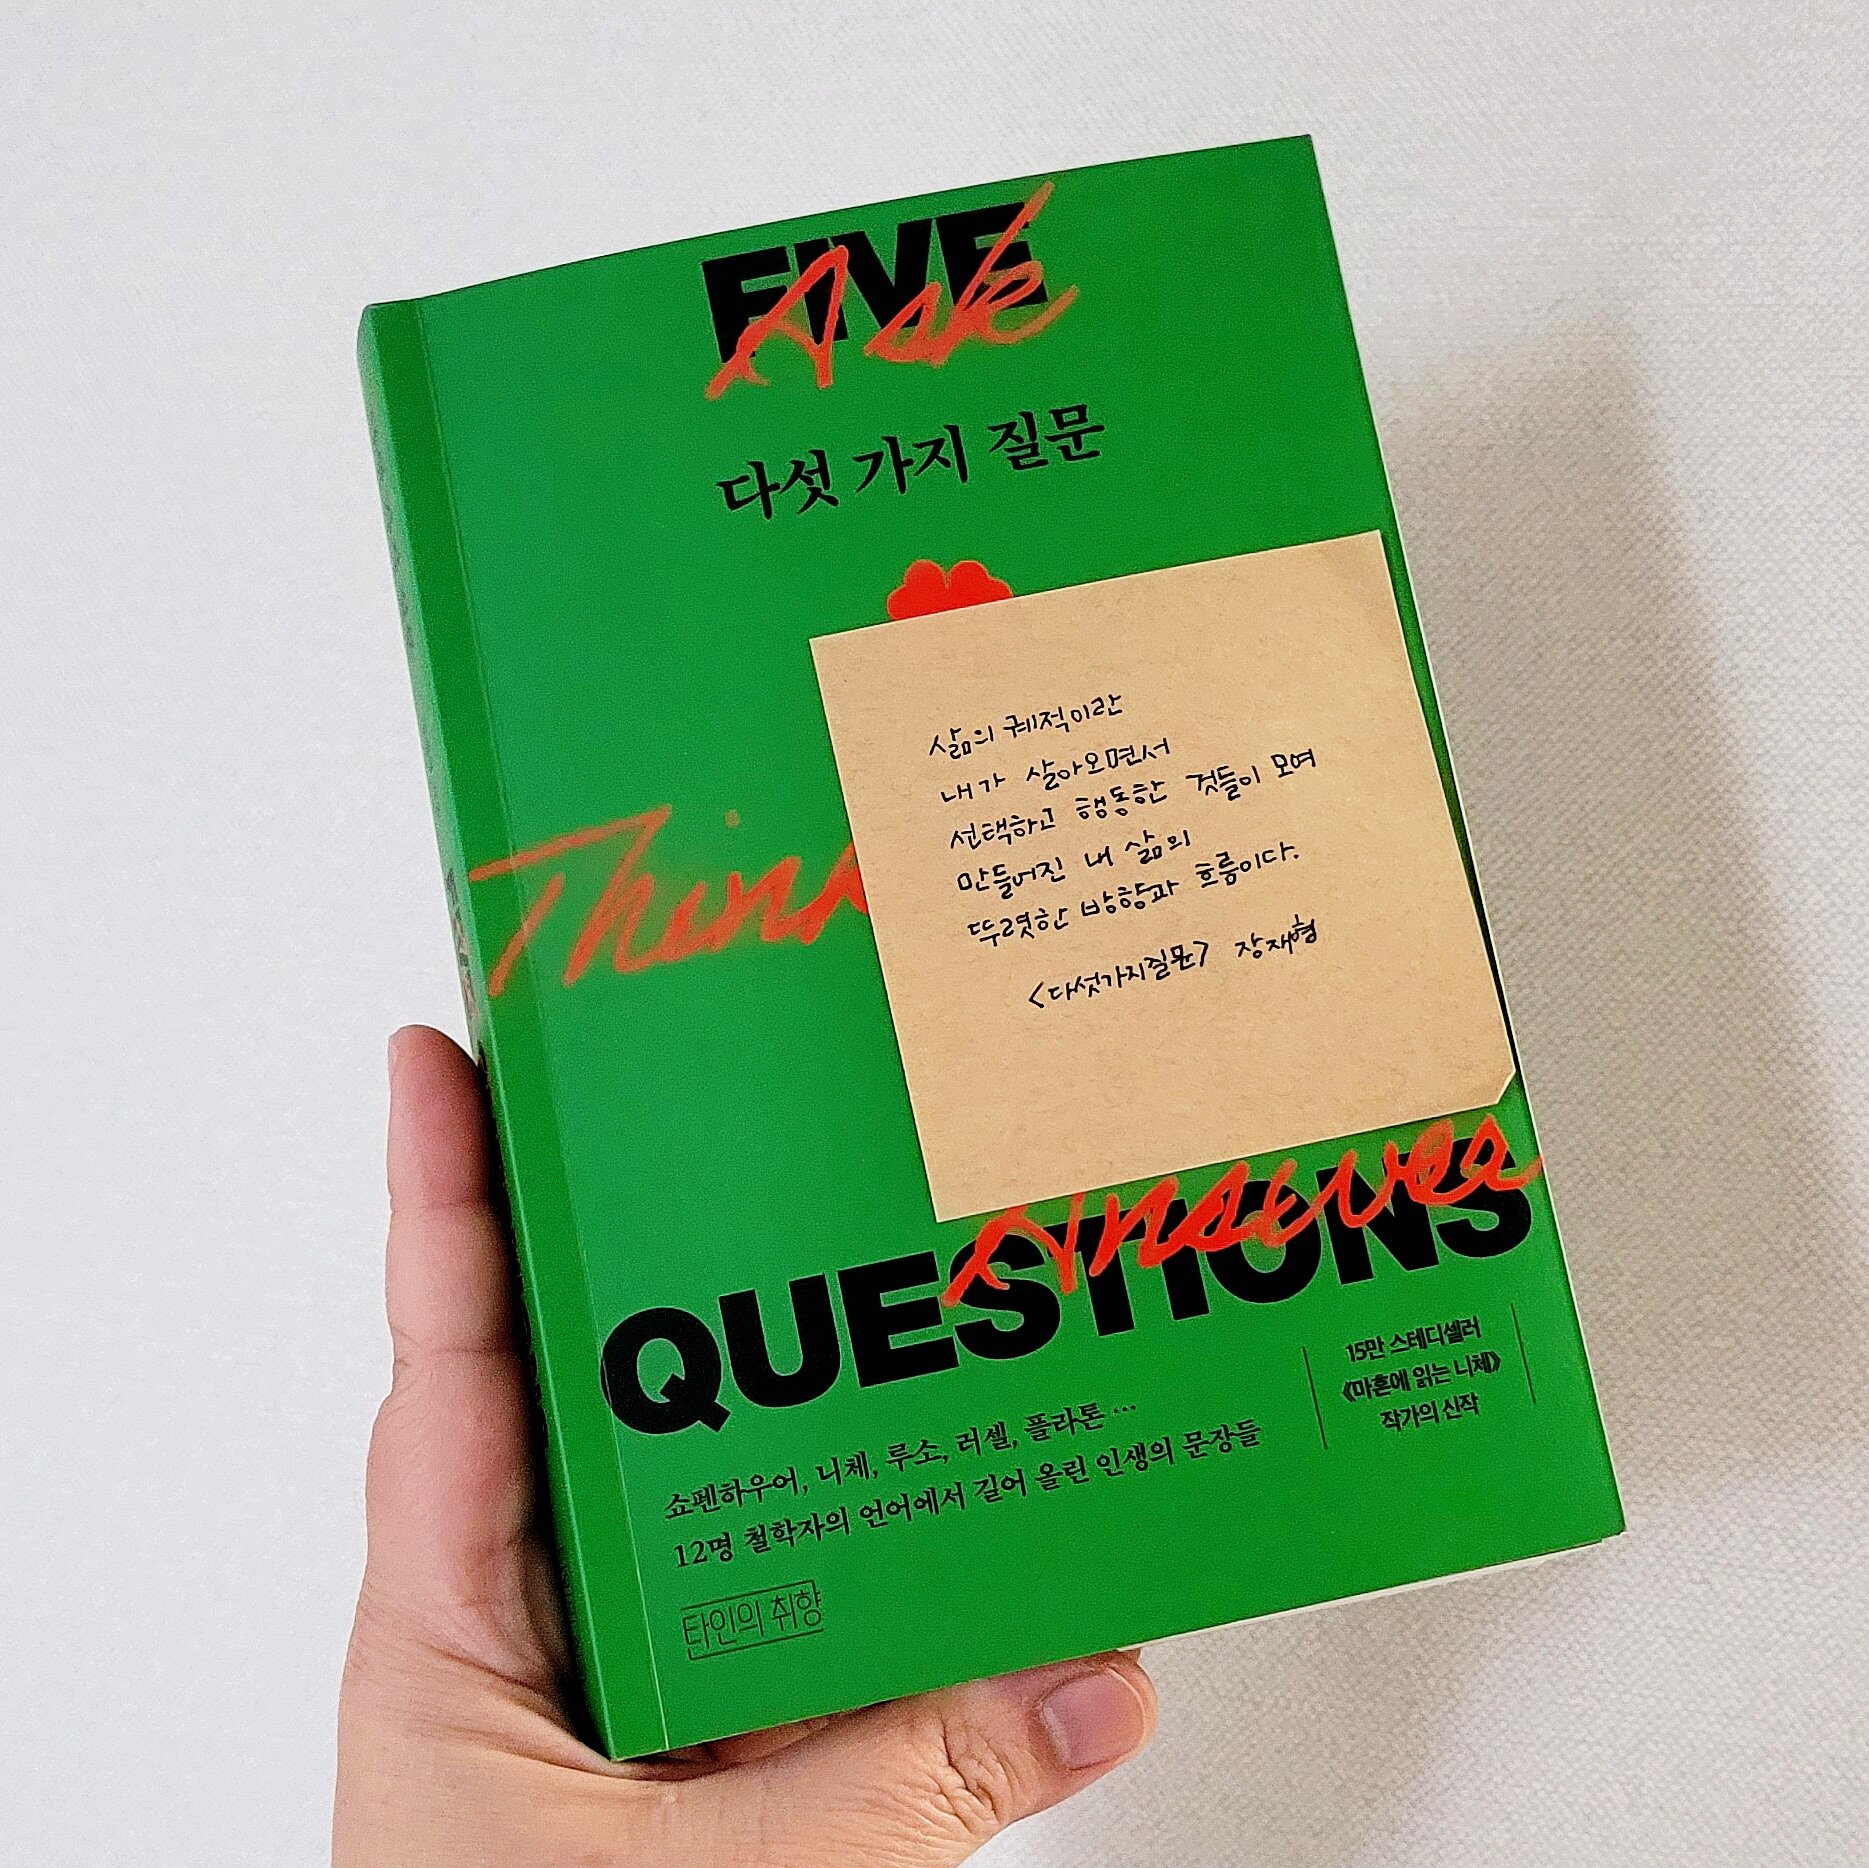 FIVE
Ask
다섯 가지 질문
Think
삶의 궤적이란
내가 살아오면서
선택하고 행동한 것들이 모여
만들어진 내 삶의
뚜렷한 방향과 흐름이다.
<다섯가지질문> 장재형
Answer
QUESTIONS
15만 스테디셀러
《마흔에 읽는 니체》
작가의 신작
쇼펜하우어, 니체, 루소, 러셀, 플라톤 …
12명 철학자의 언어에서 길어 올린 인생의 문장들
타인의 취향